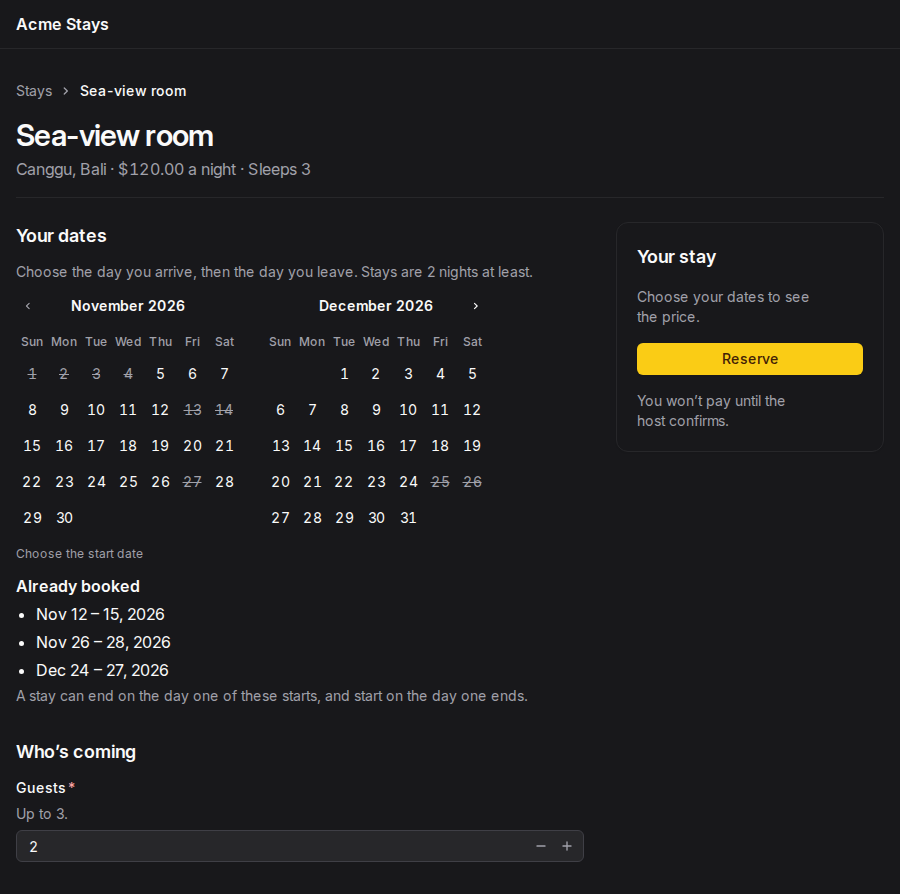 Acme Stays
Stays > Sea-view room
Sea-view room
Canggu, Bali · $120.00 a night · Sleeps 3
Your dates
Choose the day you arrive, then the day you leave. Stays are 2 nights at least.
November 2026
Sun Mon Tue Wed Thu Fri Sat
1 2 3 4 5 6 7
8 9 10 11 12 13 14
15 16 17 18 19 20 21
22 23 24 25 26 27 28
29 30
December 2026
Sun Mon Tue Wed Thu Fri Sat
1 2 3 4 5
6 7 8 9 10 11 12
13 14 15 16 17 18 19
20 21 22 23 24 25 26
27 28 29 30 31
Choose the start date
Already booked
• Nov 12 – 15, 2026
• Nov 26 – 28, 2026
• Dec 24 – 27, 2026
A stay can end on the day one of these starts, and start on the day one ends.
Who’s coming
Guests *
Up to 3.
2 − +
Your stay
Choose your dates to see
the price.
Reserve
You won’t pay until the
host confirms.